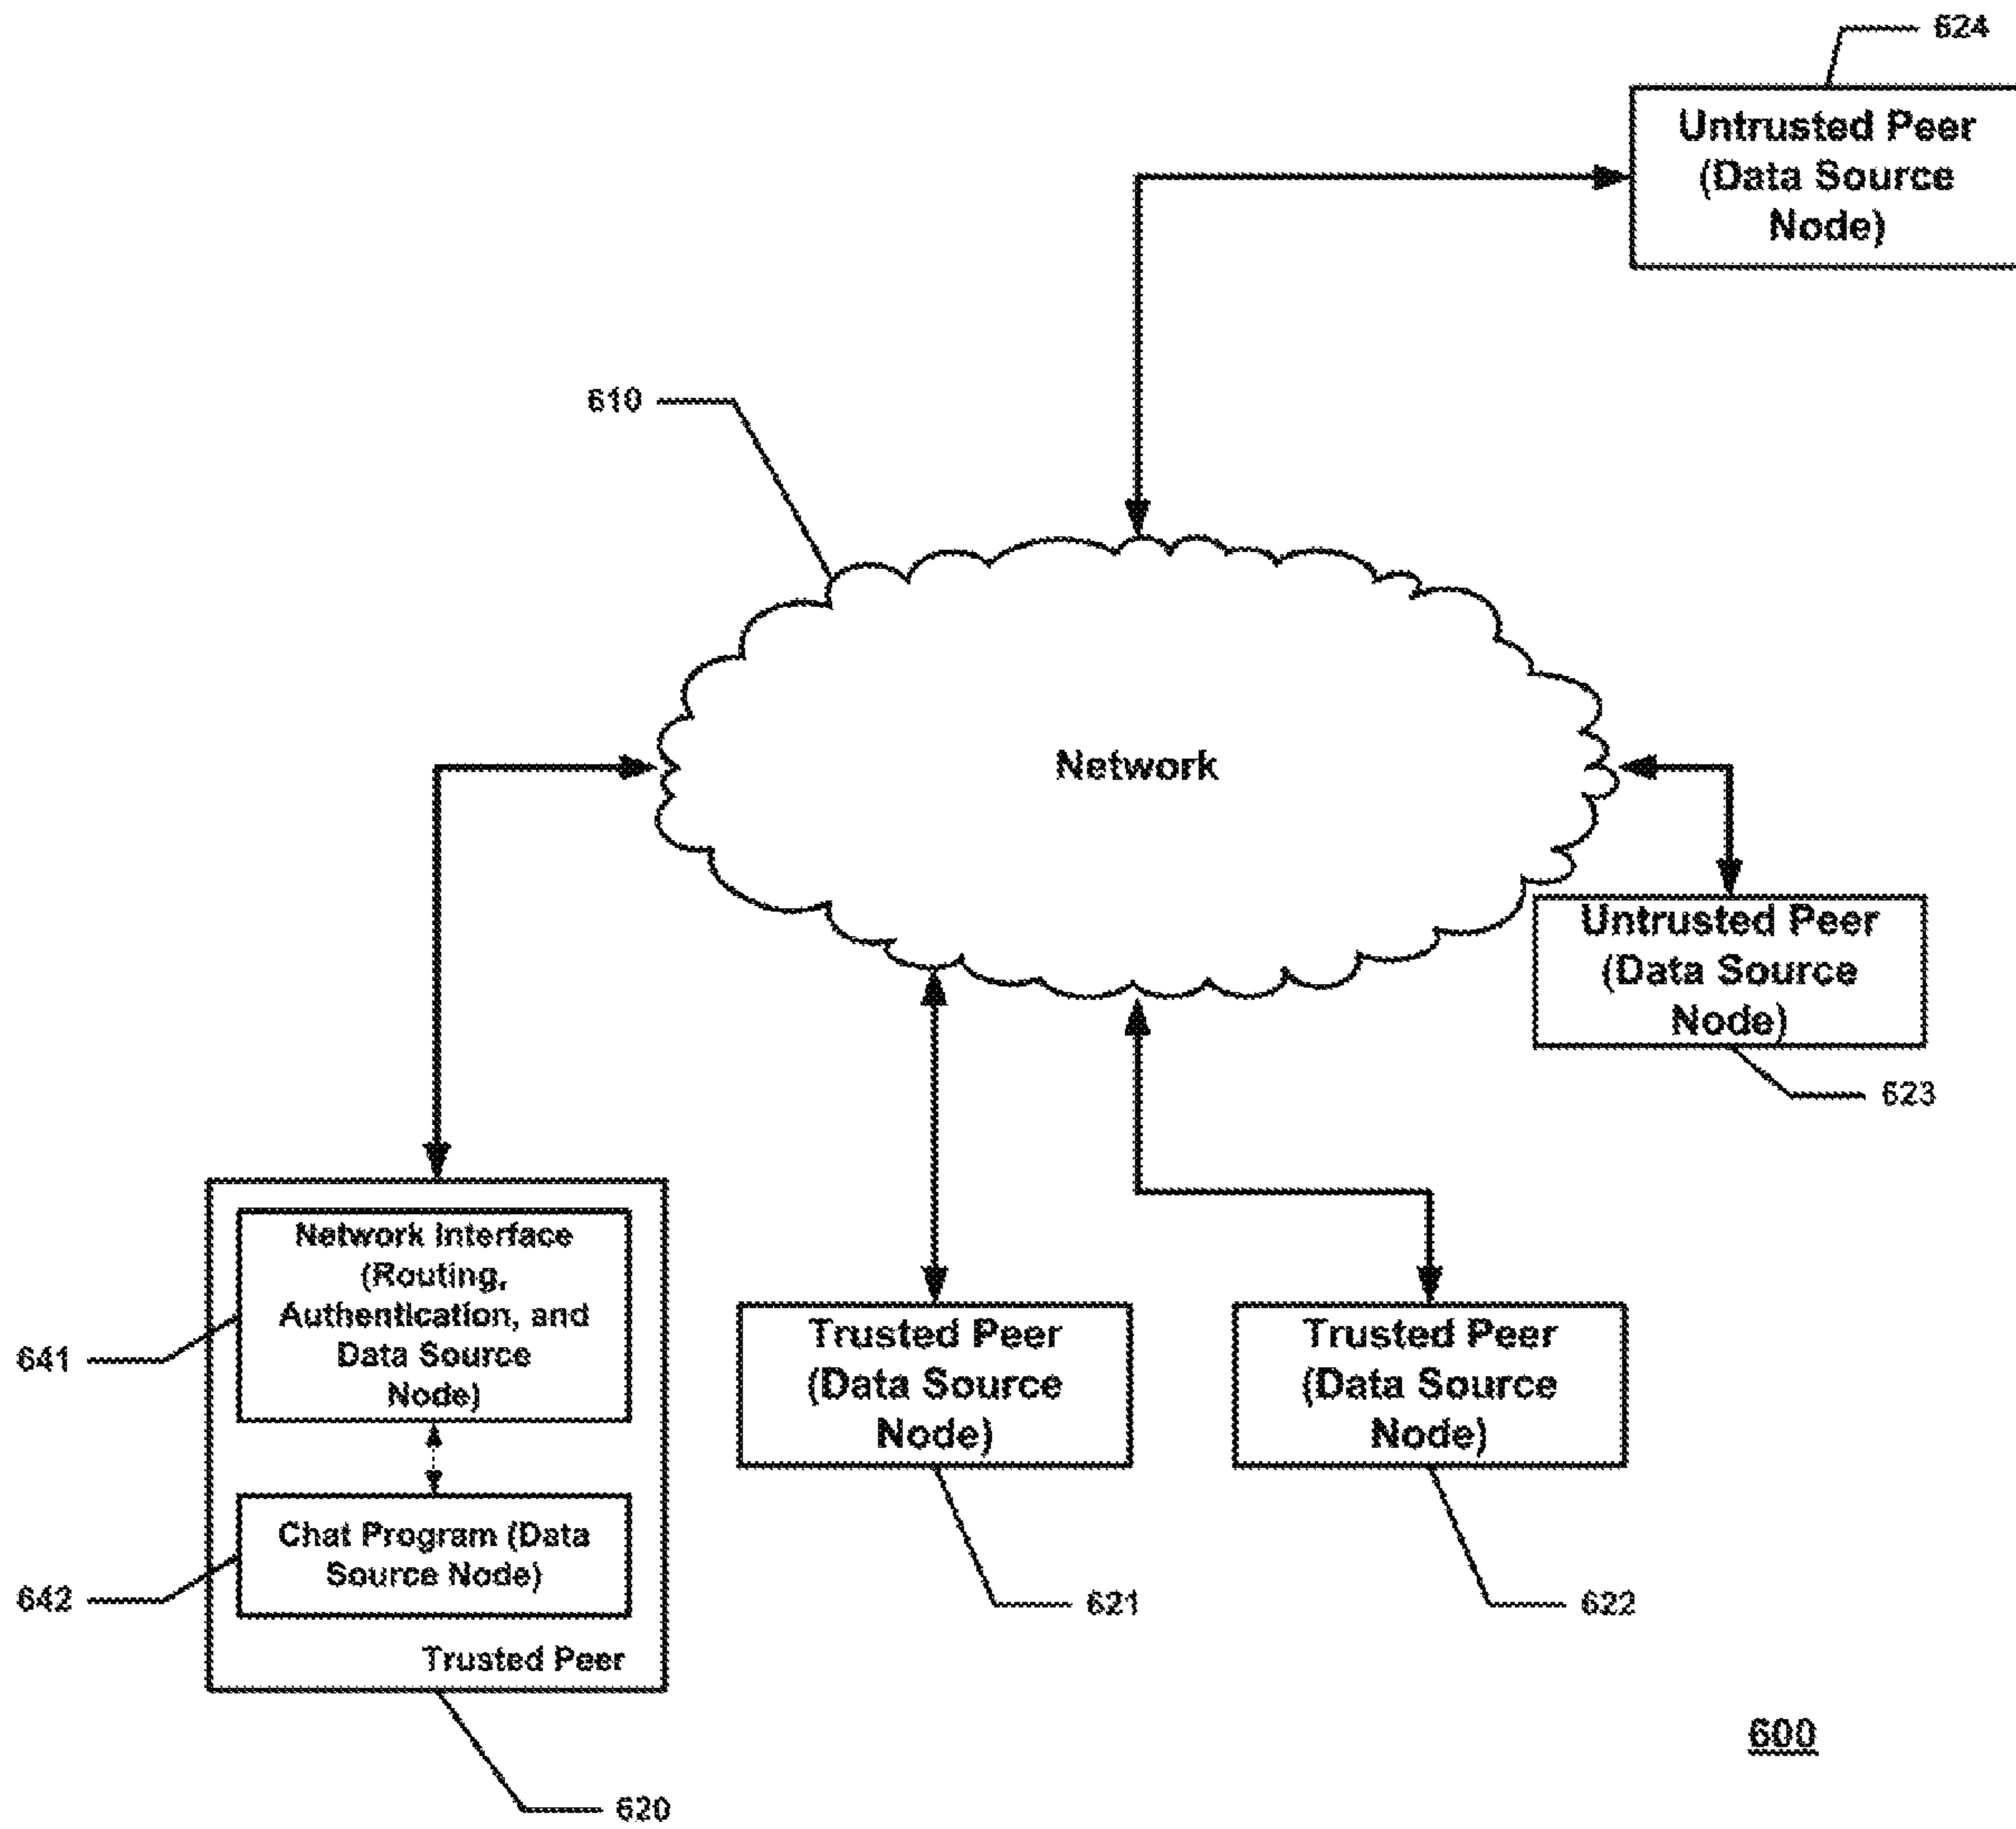 624
Untrusted Peer
(Data Source
Node)
610
Network
Untrusted Peer
(Data Source
Node)
623
Network Interface
(Routing,
Authentication, and
Data Source
Node)
641
Chat Program (Data
Source Node)
642
Trusted Peer
620
Trusted Peer
(Data Source
Node)
621
Trusted Peer
(Data Source
Node)
622
600